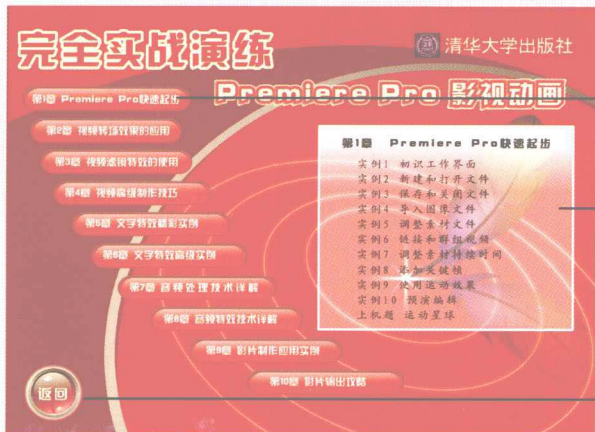 完全实战演练
清华大学出版社
Premiere Pro 影视动画
第1章 Premiere Pro快速起步
第2章 视频转场效果的应用
第3章 视频滤镜特效的使用
第4章 视频高级制作技巧
第5章 文字特效精彩实例
第6章 文字特效高级实例
第7章 音频处理技术详解
第8章 音频特效技术详解
第9章 影片制作应用实例
第10章 影片输出攻略
第1章 Premiere Pro快速起步
实例1 初识工作界面
实例2 新建和打开文件
实例3 保存和关闭文件
实例4 导入图像文件
实例5 调整素材文件
实例6 链接和群组视频
实例7 调整素材持续时间
实例8 添加关键帧
实例9 使用运动效果
实例10 预演编辑
上机题 运动星球
返回